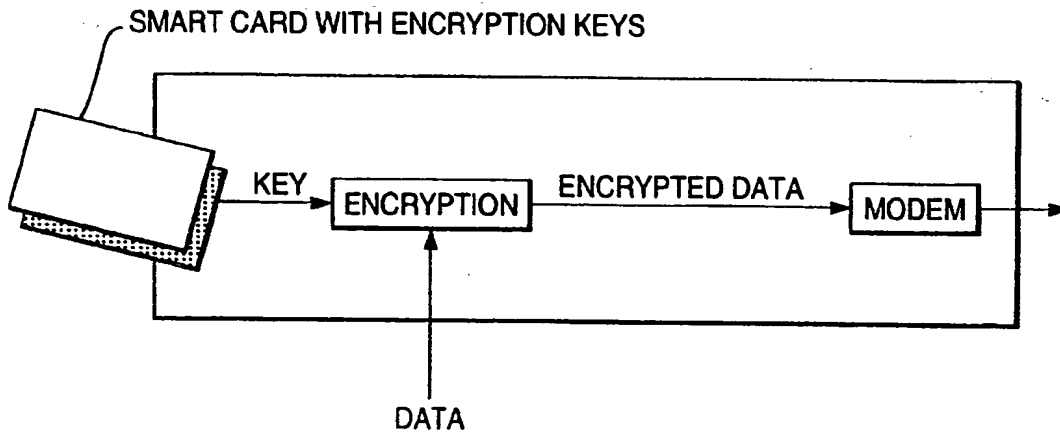 SMART CARD WITH ENCRYPTION KEYS
KEY
ENCRYPTION
ENCRYPTED DATA
MODEM
DATA